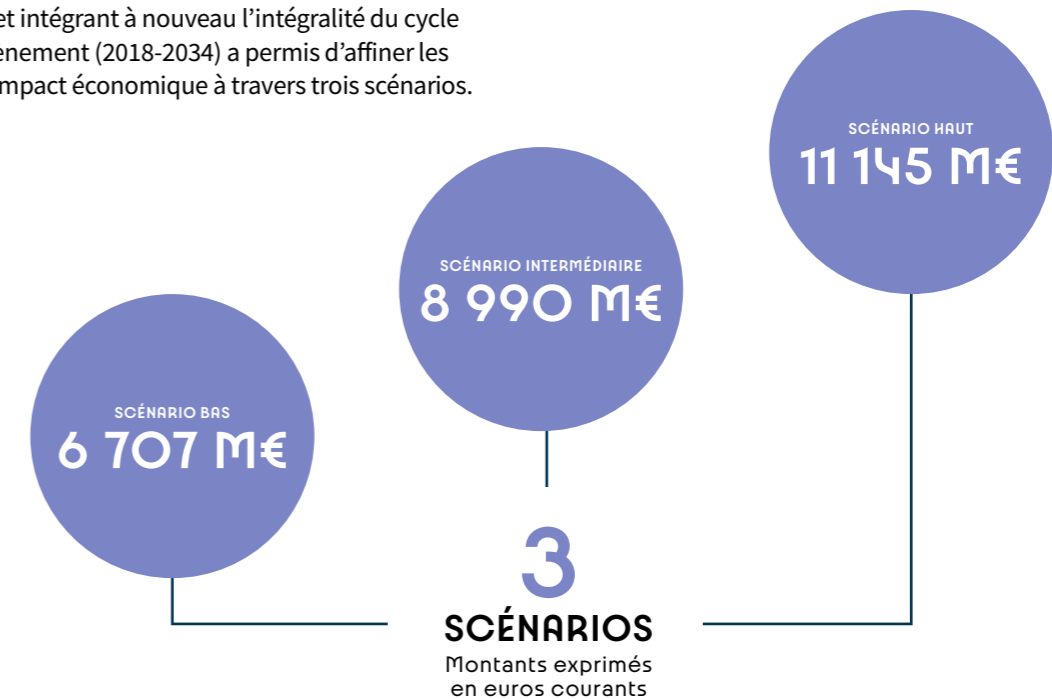 et intégrant à nouveau l’intégralité du cycle
enement (2018-2034) a permis d’affiner les
mpact économique à travers trois scénarios.
SCÉNARIO HAUT
11 145 M€
SCÉNARIO INTERMÉDIAIRE
8 990 M€
SCÉNARIO BAS
6 707 M€
3
SCÉNARIOS
Montants exprimés
en euros courants